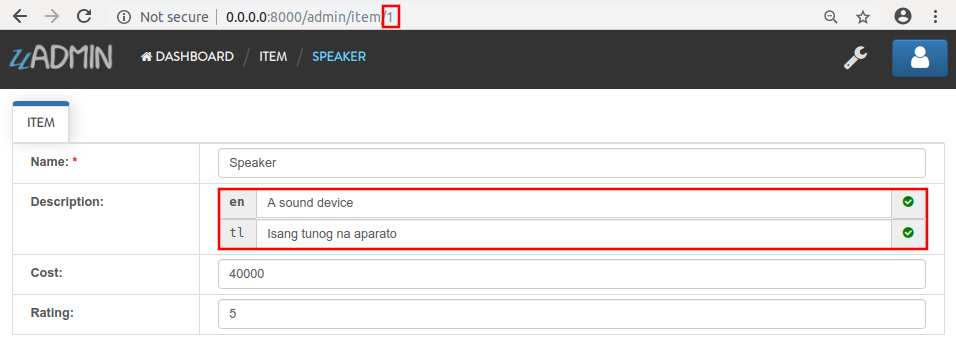 Not secure | 0.0.0.0:8000/admin/item/1
uADMIN DASHBOARD / ITEM / SPEAKER
ITEM
Name: * Speaker
Description: en A sound device
tl Isang tunog na aparato
Cost: 40000
Rating: 5